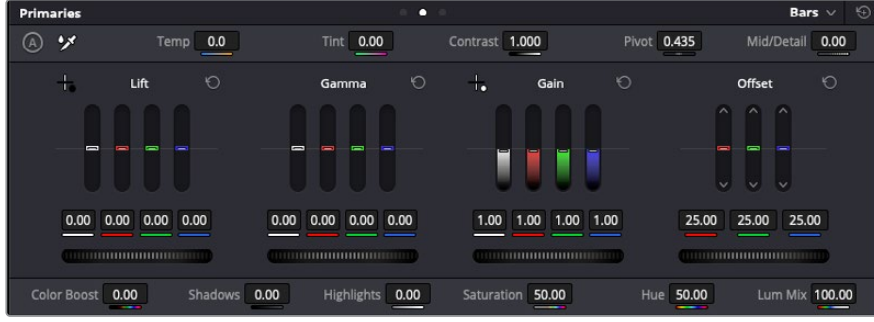 Primaries Bars
A Temp 0.0 Tint 0.00 Contrast 1.000 Pivot 0.435 Mid/Detail 0.00
Lift Gamma Gain Offset
0.00 0.00 0.00 0.00 0.00 0.00 0.00 0.00 1.00 1.00 1.00 1.00 25.00 25.00 25.00
Color Boost 0.00 Shadows 0.00 Highlights 0.00 Saturation 50.00 Hue 50.00 Lum Mix 100.00